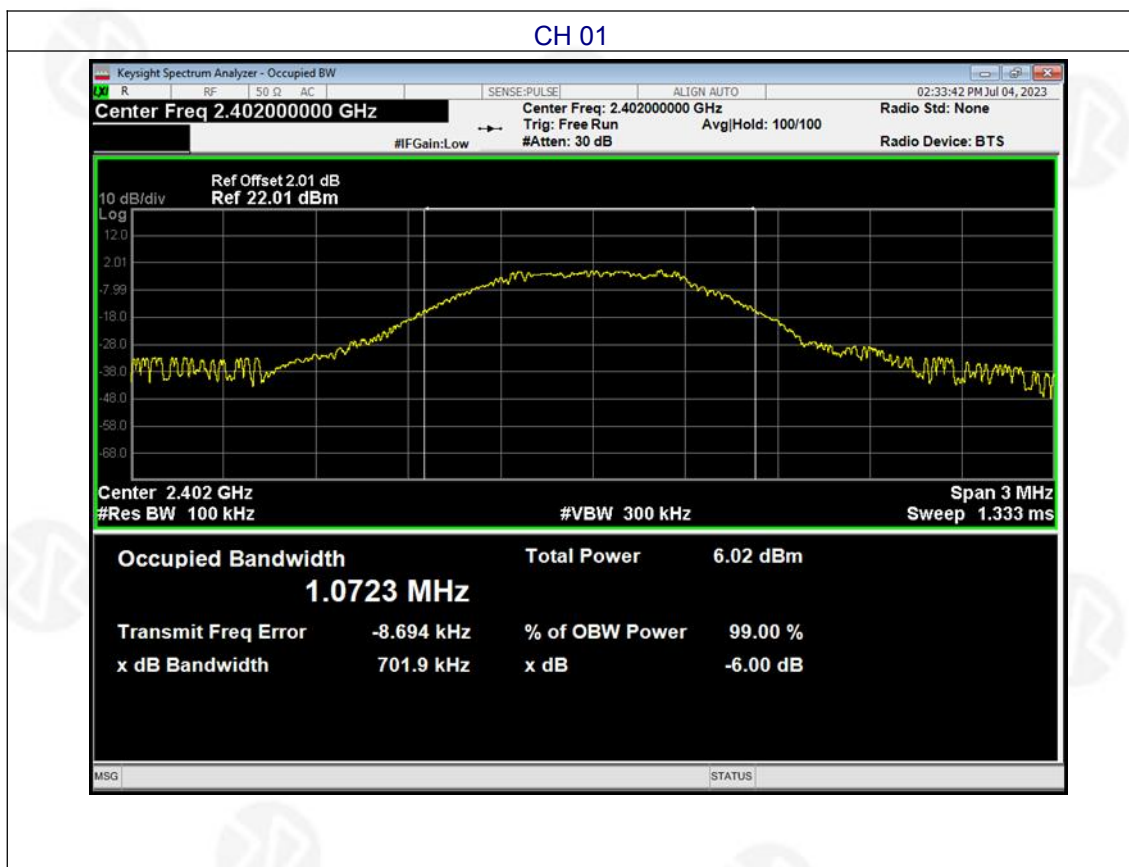 CH 01
Keysight Spectrum Analyzer - Occupied BW
LXI R RF 50 Ω AC SENSE:PULSE ALIGN AUTO 02:33:42 PM Jul 04, 2023
Center Freq 2.402000000 GHz Center Freq: 2.402000000 GHz Radio Std: None
Trig: Free Run Avg|Hold: 100/100
#IFGain:Low #Atten: 30 dB Radio Device: BTS
Ref Offset 2.01 dB
10 dB/div Ref 22.01 dBm
Log
12.0
2.01
-7.99
-18.0
-28.0
-38.0
-48.0
-58.0
-68.0
Center 2.402 GHz Span 3 MHz
#Res BW 100 kHz #VBW 300 kHz Sweep 1.333 ms
Occupied Bandwidth Total Power 6.02 dBm
1.0723 MHz
Transmit Freq Error -8.694 kHz % of OBW Power 99.00 %
x dB Bandwidth 701.9 kHz x dB -6.00 dB
MSG STATUS